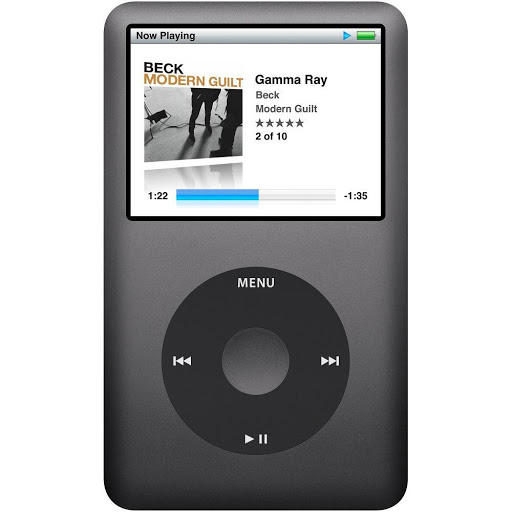 Now Playing
BECK
MODERN GUILT
Gamma Ray
Beck
Modern Guilt
★★★★★
2 of 10
1:22
-1:35
MENU